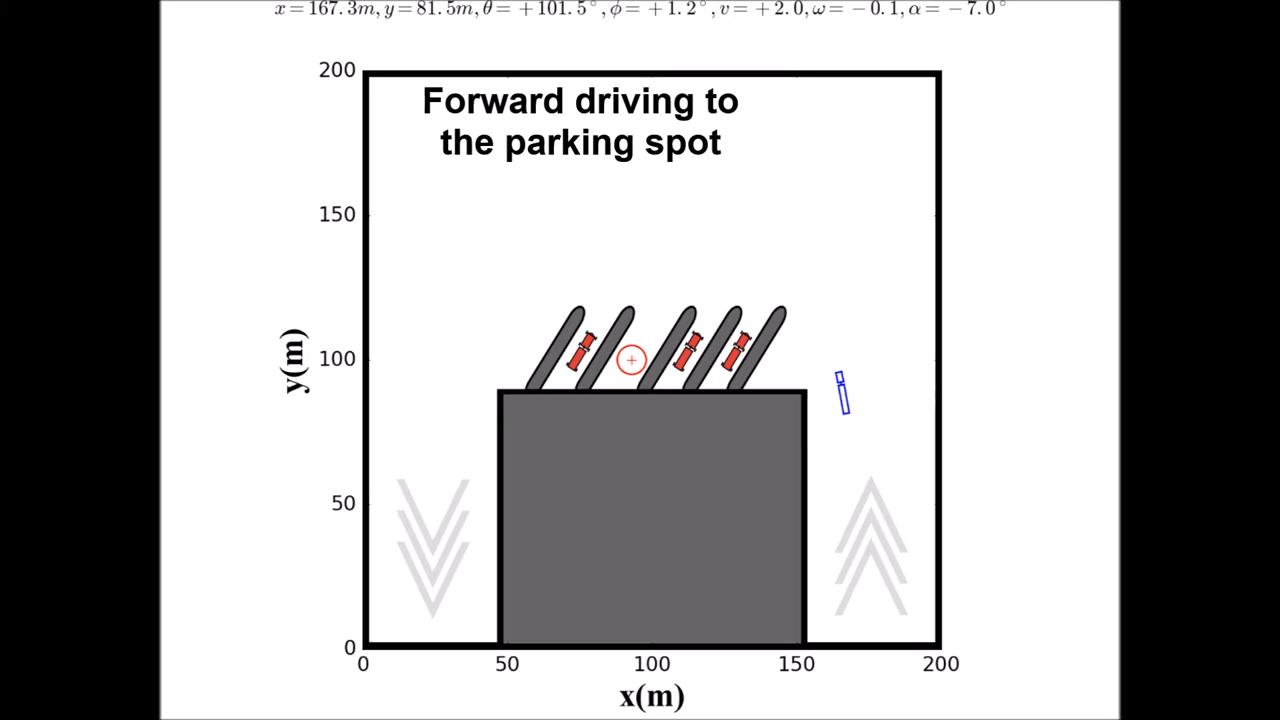 x=167.3m, y=81.5m, θ=+101.5°, ϕ=+1.2°, v=+2.0, ω=−0.1, α=−7.0°
200
Forward driving to
the parking spot
150
100
y(m)
50
0
0 50 100 150 200
x(m)